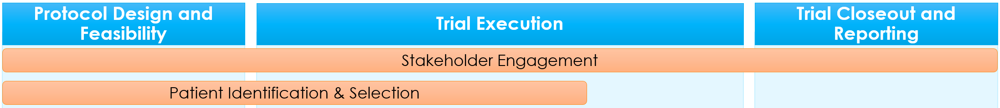 Protocol Design and
Feasibility
Trial Execution
Trial Closeout and
Reporting
Stakeholder Engagement
Patient Identification & Selection